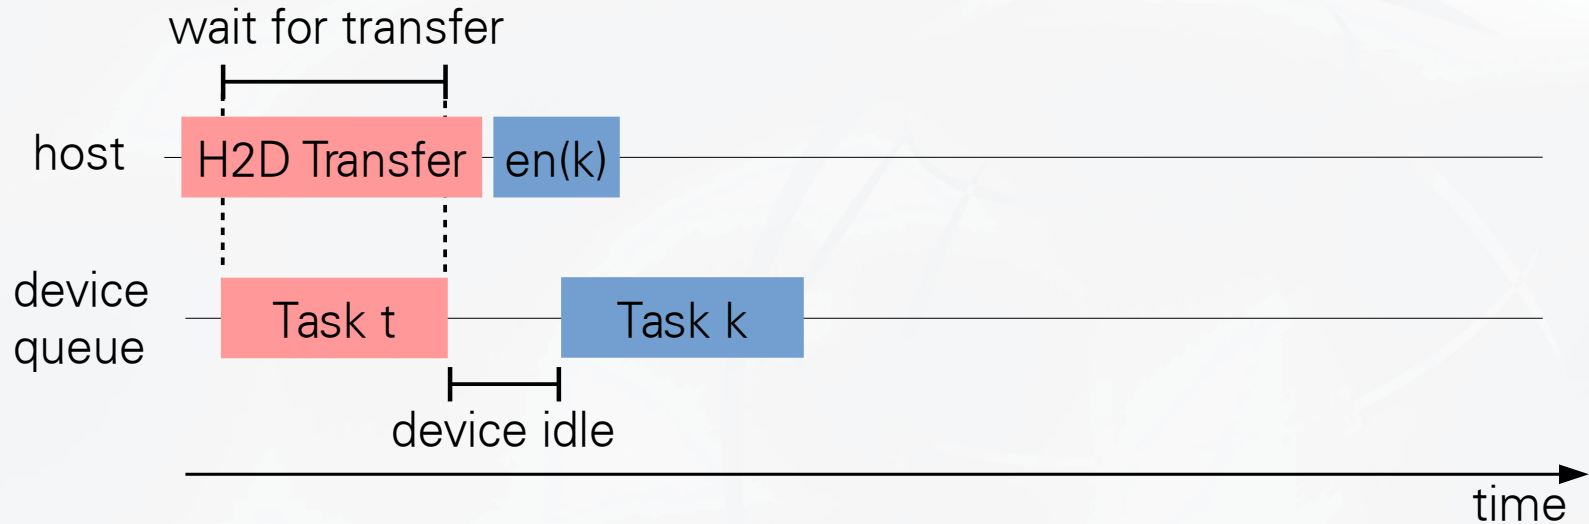 wait for transfer
host
H2D Transfer
en(k)
device
queue
Task t
Task k
device idle
time